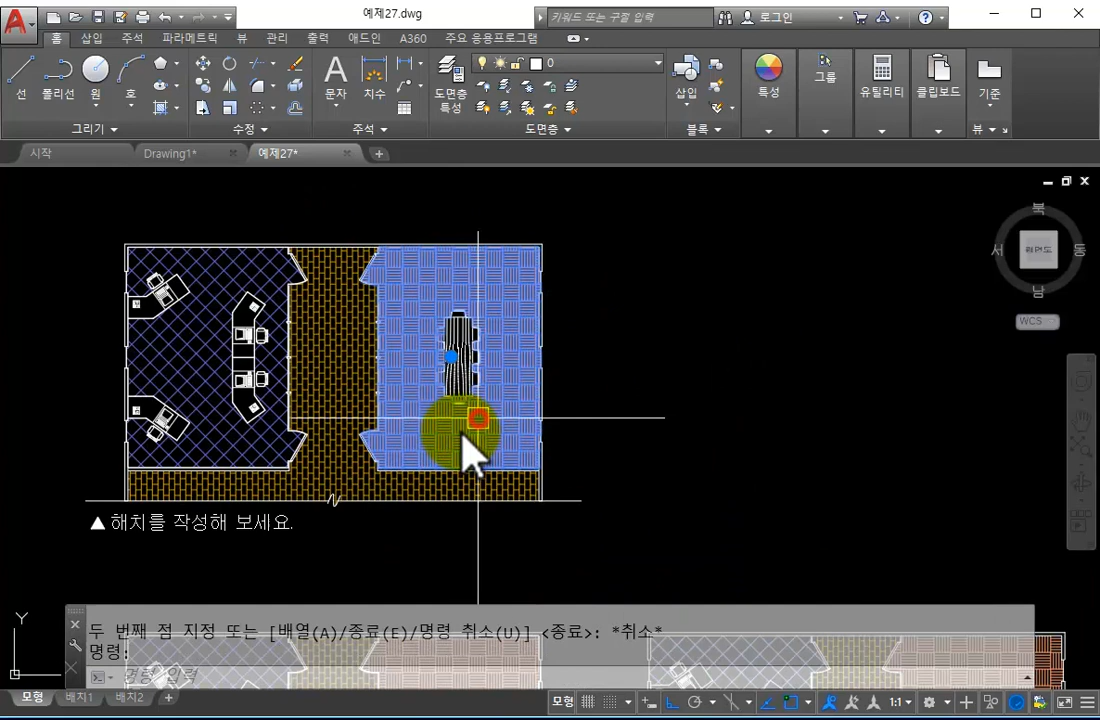 예제27.dwg
키워드 또는 구절 입력
로그인
홈 삽입 주석 파라메트릭 뷰 관리 출력 애드인 A360 주요 응용프로그램
0
선 폴리선 원 호 문자 치수 도면층 특성 삽입 특성 그룹 유틸리티 클립보드 기준
그리기 수정 주석 도면층 블록 뷰
시작 Drawing1* 예제27*
북
서 평면도 동
남
WCS
▲ 해치를 작성해 보세요.
Y
두 번째 점 지정 또는 [배열(A)/종료(E)/명령 취소(U)] <종료>: *취소*
명령:
명령 입력
모형 배치1 배치2
모형 1:1